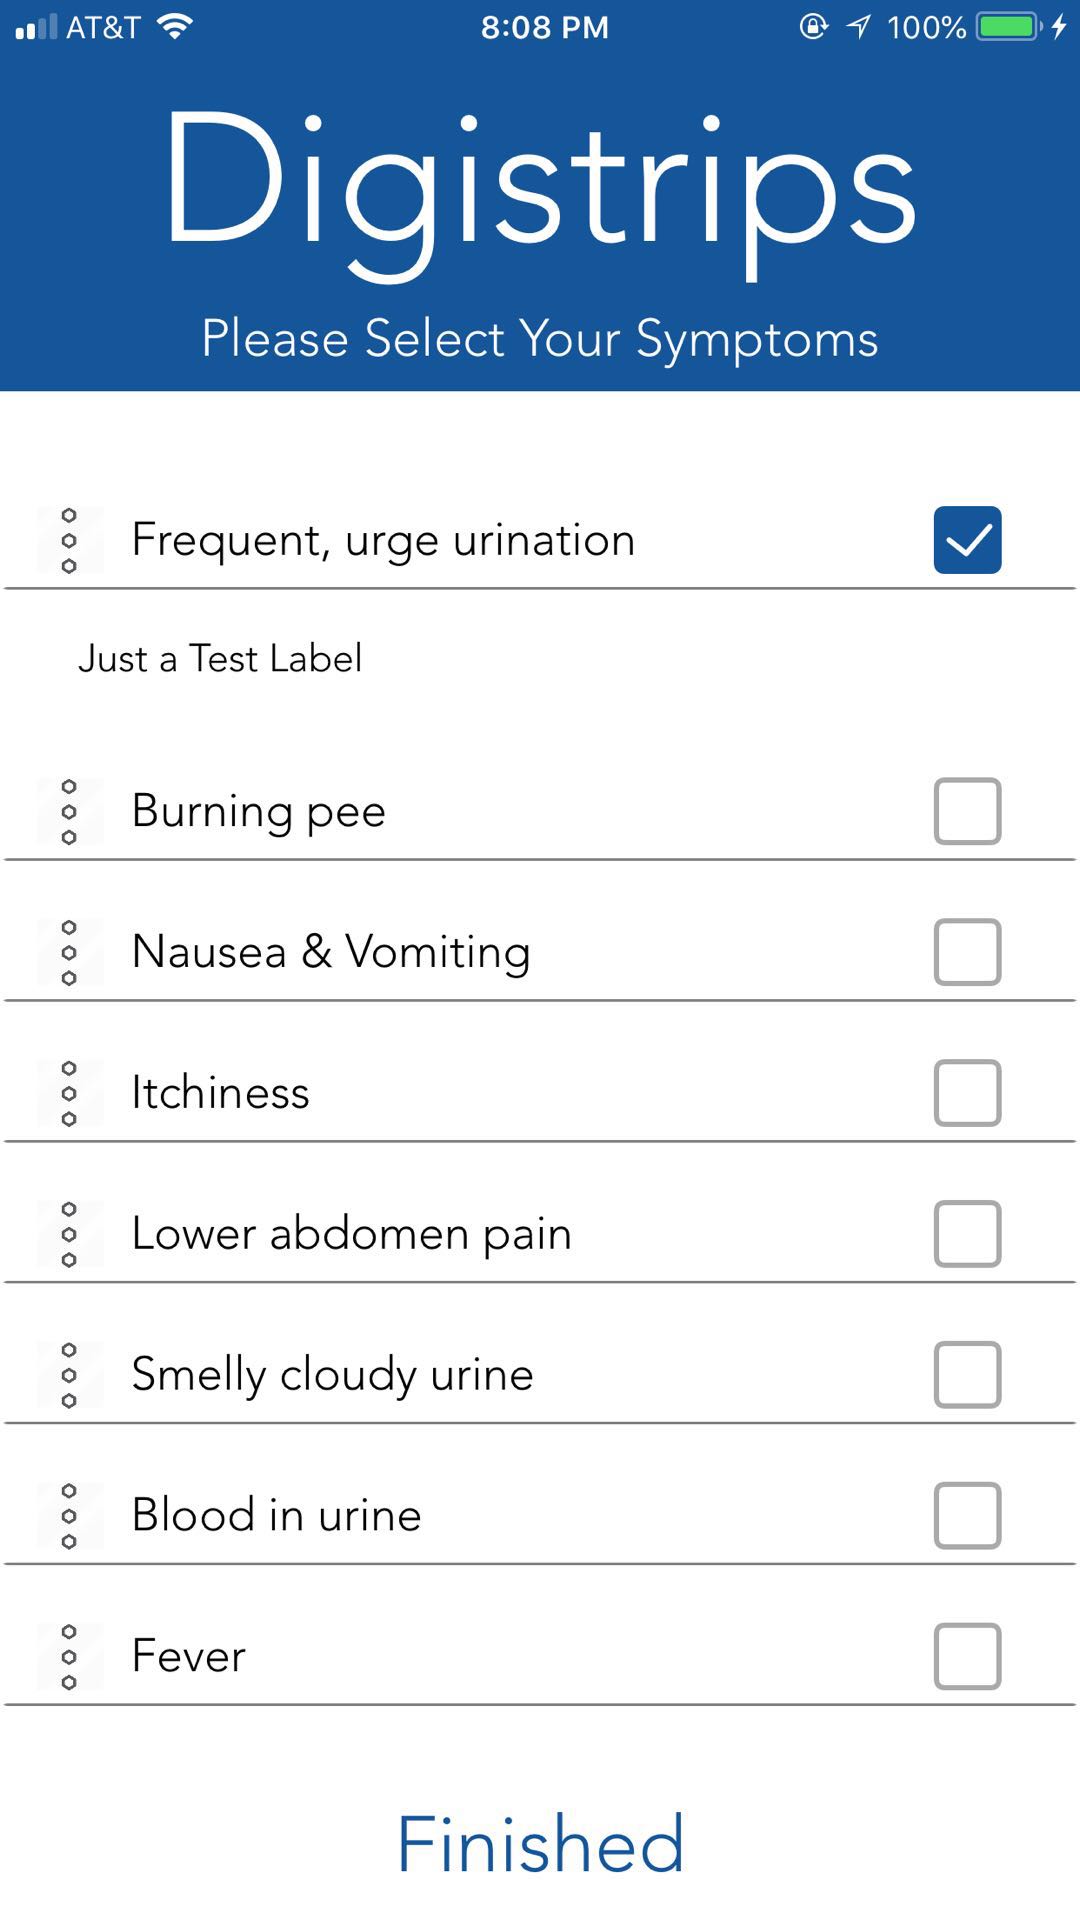 AT&T 8:08 PM 100%
Digistrips
Please Select Your Symptoms
Frequent, urge urination
Just a Test Label
Burning pee
Nausea & Vomiting
Itchiness
Lower abdomen pain
Smelly cloudy urine
Blood in urine
Fever
Finished